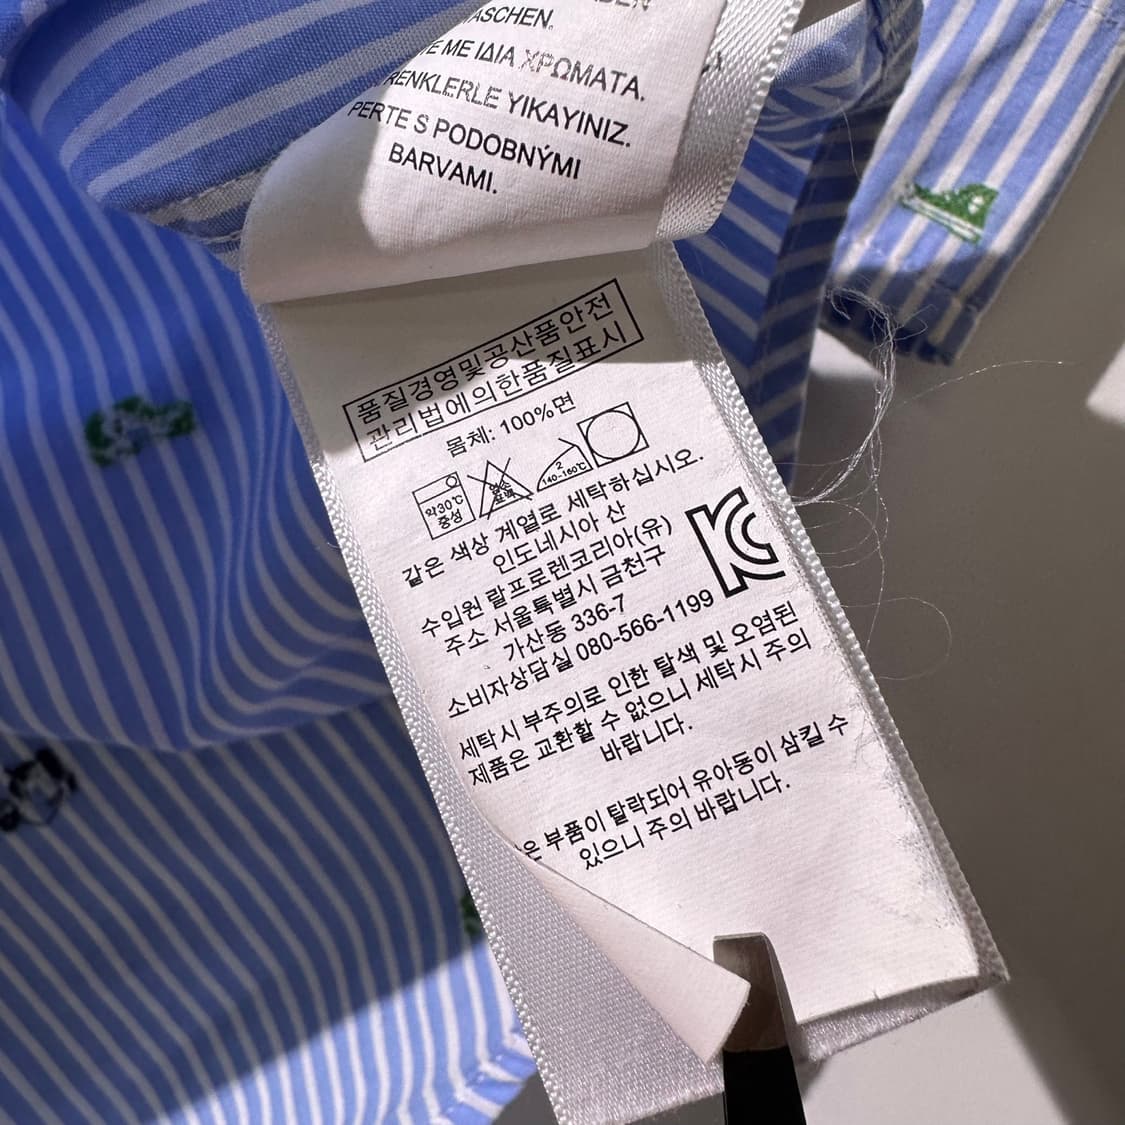 ASCHEN.
ΜΕ ΙΔΙΑ ΧΡΩΜΑΤΑ.
RENKLERLE YIKAYINIZ.
PERTE S PODOBNÝMI
BARVAMI.
품질경영및공산품안전
관리법에의한품질표시
몸체: 100%면
약30℃
중성
염소
표백
2
140~160℃
같은 색상 계열로 세탁하십시오.
인도네시아 산
수입원 랄프로렌코리아(유)
주소 서울특별시 금천구
가산동 336-7
소비자상담실 080-566-1199
세탁시 부주의로 인한 탈색 및 오염된
제품은 교환할 수 없으니 세탁시 주의
바랍니다.
은 부품이 탈락되어 유아동이 삼킬 수
있으니 주의 바랍니다.